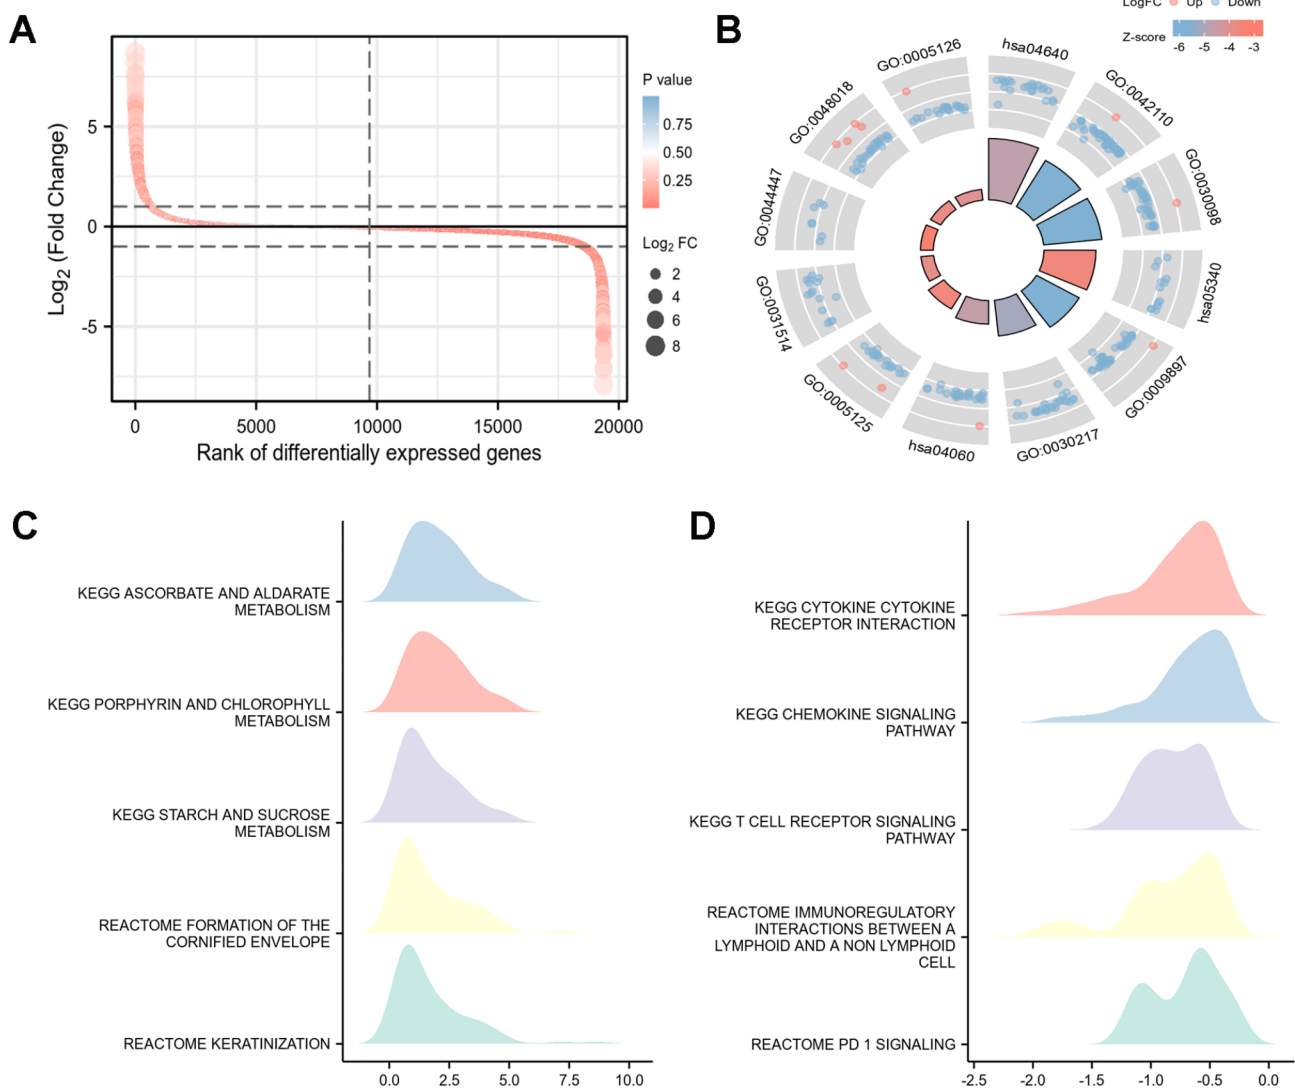 A
Log2 (Fold Change)
5
0
-5
0
5000
10000
15000
20000
Rank of differentially expressed genes
P value
0.75
0.50
0.25
Log2 FC
2
4
6
8
B
LogFC Up Down
Z-score
-6 -5 -4 -3
hsa04640
GO:0042110
GO:0030098
hsa05340
GO:0009897
GO:0030217
hsa04060
GO:0005125
GO:0031514
GO:0044447
GO:0048018
GO:0005126
C
KEGG ASCORBATE AND ALDARATE
METABOLISM
KEGG PORPHYRIN AND CHLOROPHYLL
METABOLISM
KEGG STARCH AND SUCROSE
METABOLISM
REACTOME FORMATION OF THE
CORNIFIED ENVELOPE
REACTOME KERATINIZATION
0.0 2.5 5.0 7.5 10.0
D
KEGG CYTOKINE CYTOKINE
RECEPTOR INTERACTION
KEGG CHEMOKINE SIGNALING
PATHWAY
KEGG T CELL RECEPTOR SIGNALING
PATHWAY
REACTOME IMMUNOREGULATORY
INTERACTIONS BETWEEN A
LYMPHOID AND A NON LYMPHOID
CELL
REACTOME PD 1 SIGNALING
-2.5 -2.0 -1.5 -1.0 -0.5 0.0